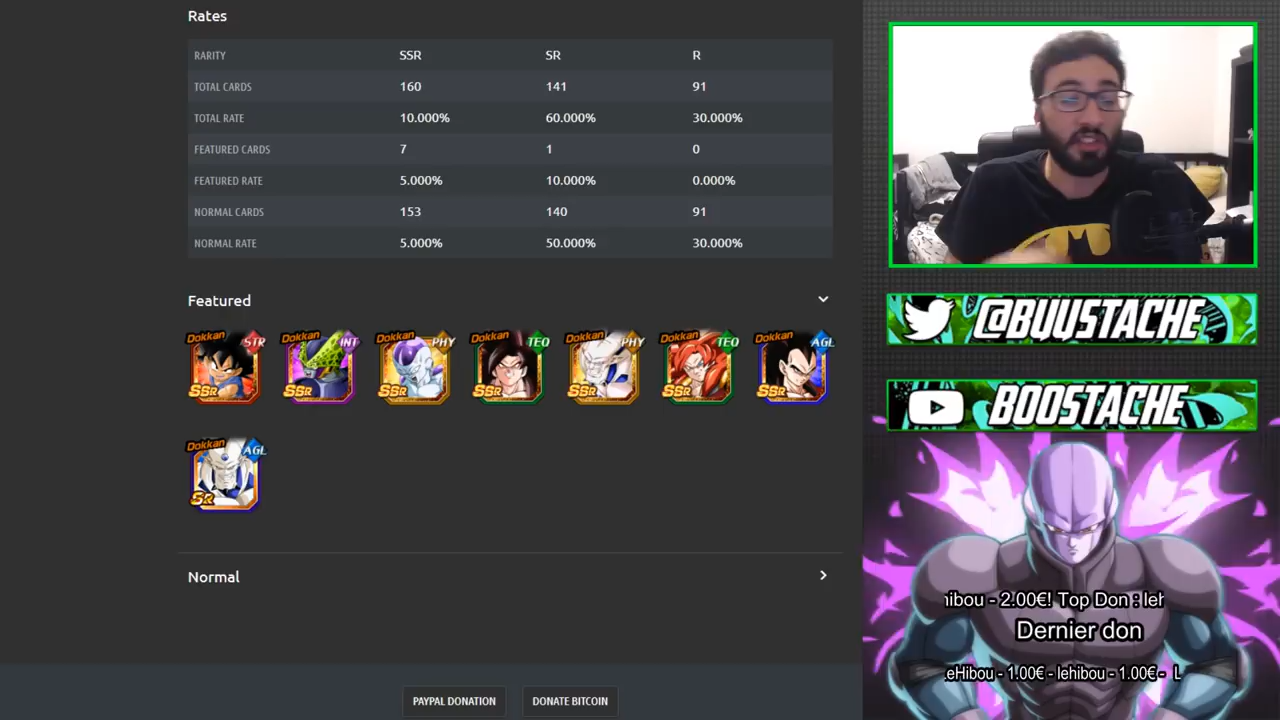 Rates
RARITY SSR SR R
TOTAL CARDS 160 141 91
TOTAL RATE 10.000% 60.000% 30.000%
FEATURED CARDS 7 1 0
FEATURED RATE 5.000% 10.000% 0.000%
NORMAL CARDS 153 140 91
NORMAL RATE 5.000% 50.000% 30.000%
Featured
Dokkan STR SSR
Dokkan INT SSR
Dokkan PHY SSR
Dokkan TEQ SSR
Dokkan PHY SSR
Dokkan TEQ SSR
Dokkan AGL SSR
Dokkan AGL SR
Normal
PAYPAL DONATION
DONATE BITCOIN
@BUUSTACHE
BOOSTACHE
hibou - 2.00€! Top Don : leh
Dernier don
.eHibou - 1.00€ - lehibou - 1.00€ - L